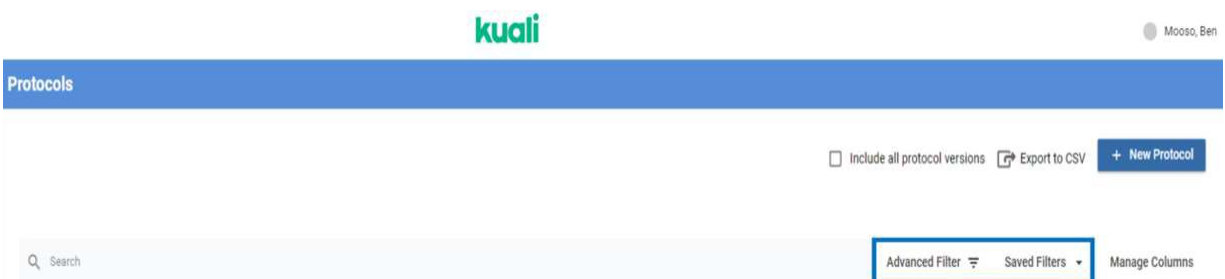 kuali
Mooso, Ben
Protocols
Include all protocol versions Export to CSV + New Protocol
Search Advanced Filter Saved Filters Manage Columns